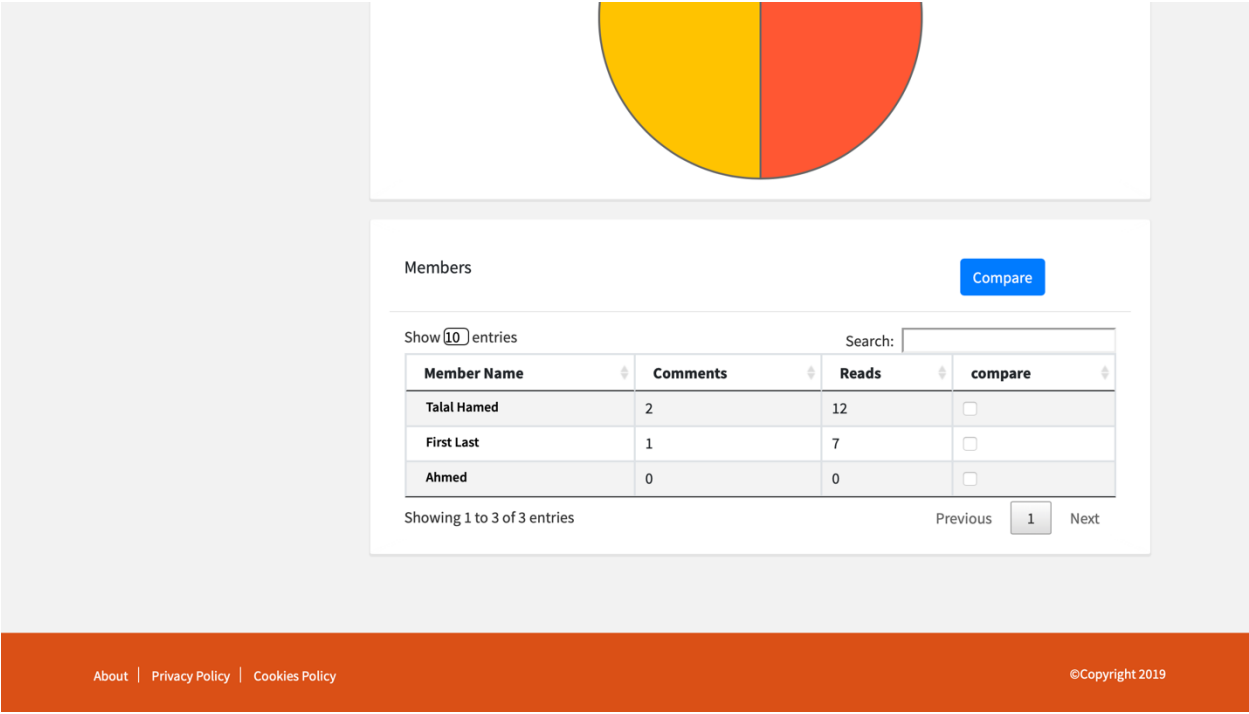 Members
Compare
Show 10 entries
Search:
Member Name Comments Reads compare
Talal Hamed 2 12
First Last 1 7
Ahmed 0 0
Showing 1 to 3 of 3 entries
Previous 1 Next
About | Privacy Policy | Cookies Policy
©Copyright 2019